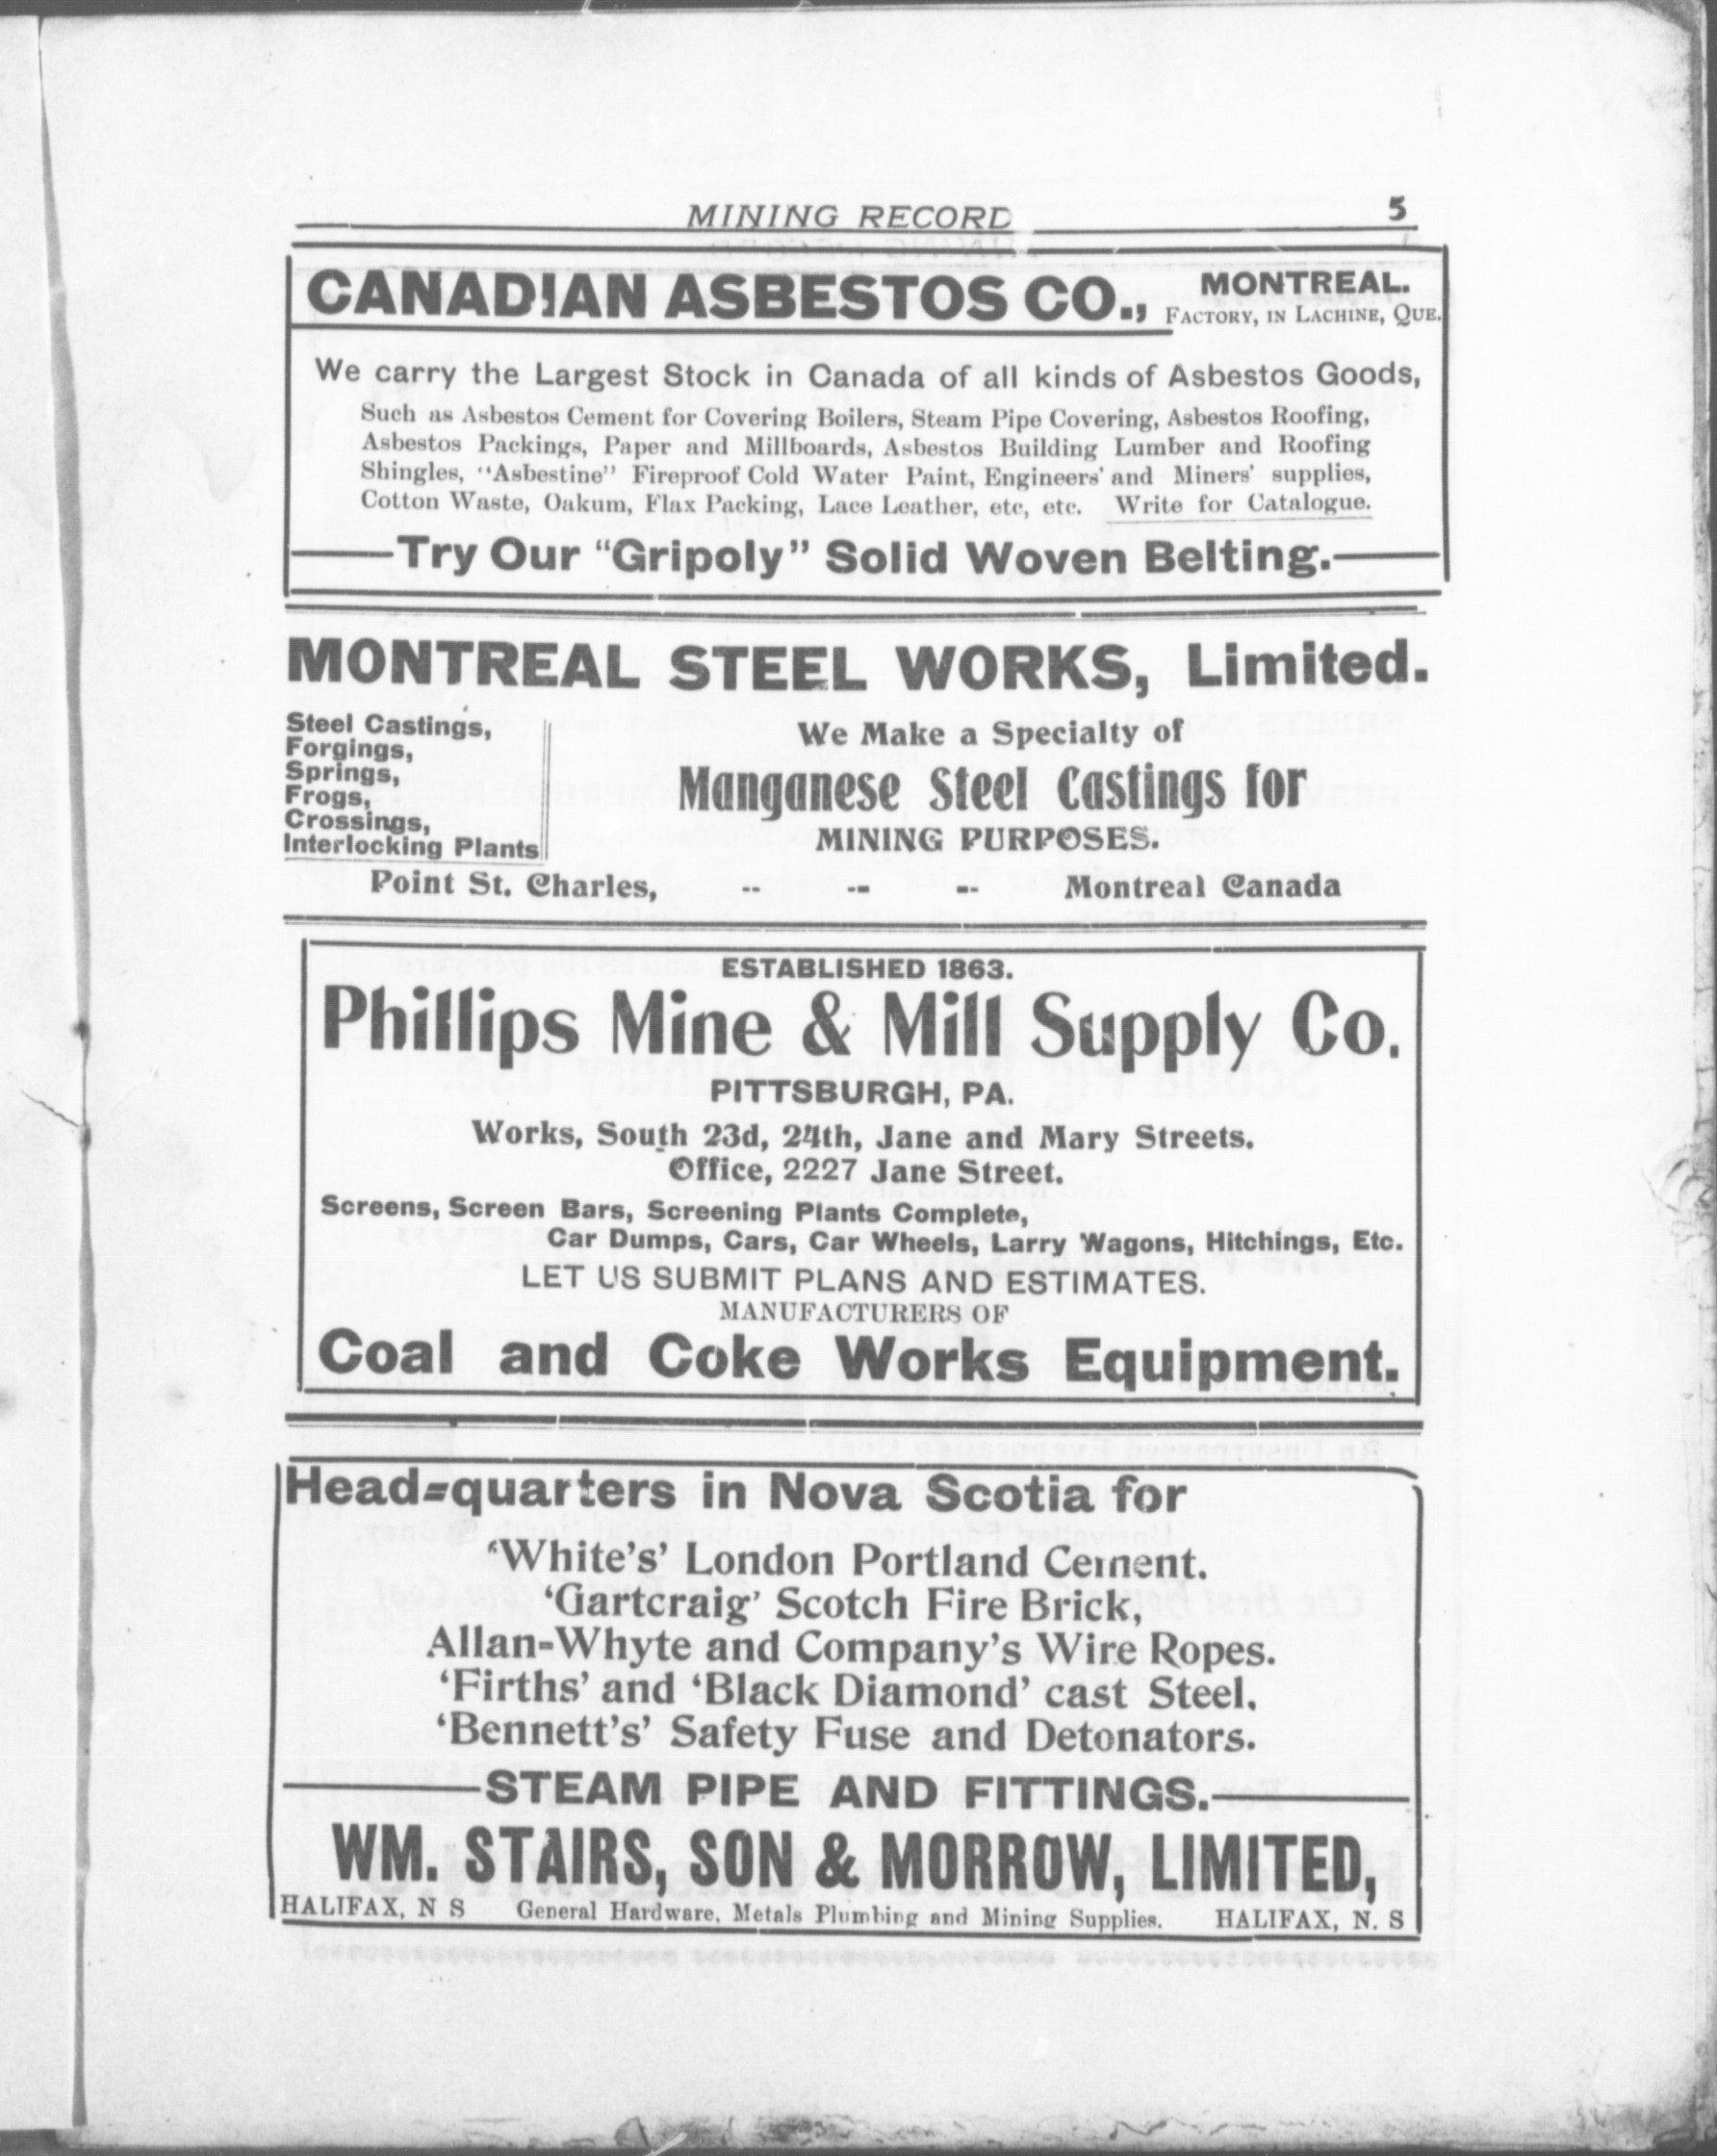 MINING RECORD 5
CANADIAN ASBESTOS CO., MONTREAL.
FACTORY, IN LACHINE, QUE.
We carry the Largest Stock in Canada of all kinds of Asbestos Goods,
Such as Asbestos Cement for Covering Boilers, Steam Pipe Covering, Asbestos Roofing,
Asbestos Packings, Paper and Millboards, Asbestos Building Lumber and Roofing
Shingles, "Asbestine" Fireproof Cold Water Paint, Engineers' and Miners' supplies,
Cotton Waste, Oakum, Flax Packing, Lace Leather, etc, etc. Write for Catalogue.
Try Our "Gripoly" Solid Woven Belting.
MONTREAL STEEL WORKS, Limited.
Steel Castings,
Forgings,
Springs,
Frogs,
Crossings,
Interlocking Plants
We Make a Specialty of
Manganese Steel Castings for
MINING PURPOSES.
Point St. Charles, -- -- -- Montreal Canada
ESTABLISHED 1863.
Phillips Mine & Mill Supply Co.
PITTSBURGH, PA.
Works, South 23d, 24th, Jane and Mary Streets.
Office, 2227 Jane Street.
Screens, Screen Bars, Screening Plants Complete,
Car Dumps, Cars, Car Wheels, Larry Wagons, Hitchings, Etc.
LET US SUBMIT PLANS AND ESTIMATES.
MANUFACTURERS OF
Coal and Coke Works Equipment.
Head-quarters in Nova Scotia for
'White's' London Portland Cement.
'Gartcraig' Scotch Fire Brick,
Allan-Whyte and Company's Wire Ropes.
'Firths' and 'Black Diamond' cast Steel.
'Bennett's' Safety Fuse and Detonators.
STEAM PIPE AND FITTINGS.
WM. STAIRS, SON & MORROW, LIMITED,
HALIFAX, N S General Hardware, Metals Plumbing and Mining Supplies. HALIFAX, N. S